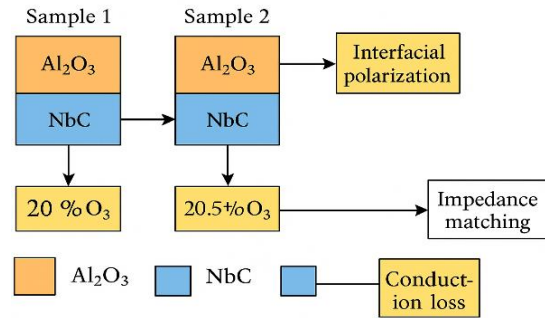 Sample 1 Sample 2
Al₂O₃ Al₂O₃ Interfacial
polarization
NbC NbC
20 % O₃ 20.5+% O₃ Impedance
matching
Al₂O₃ NbC Conduct-
ion loss